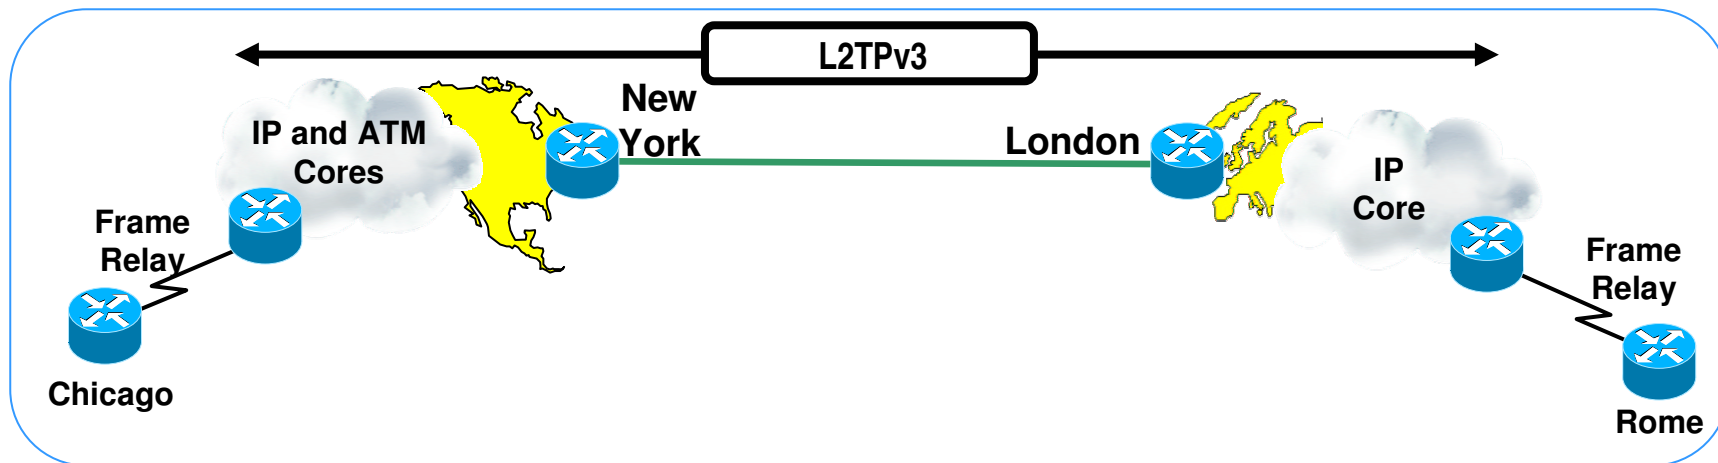 L2TPv3
New
York
London
IP and ATM
Cores
IP
Core
Frame
Relay
Frame
Relay
Chicago
Rome